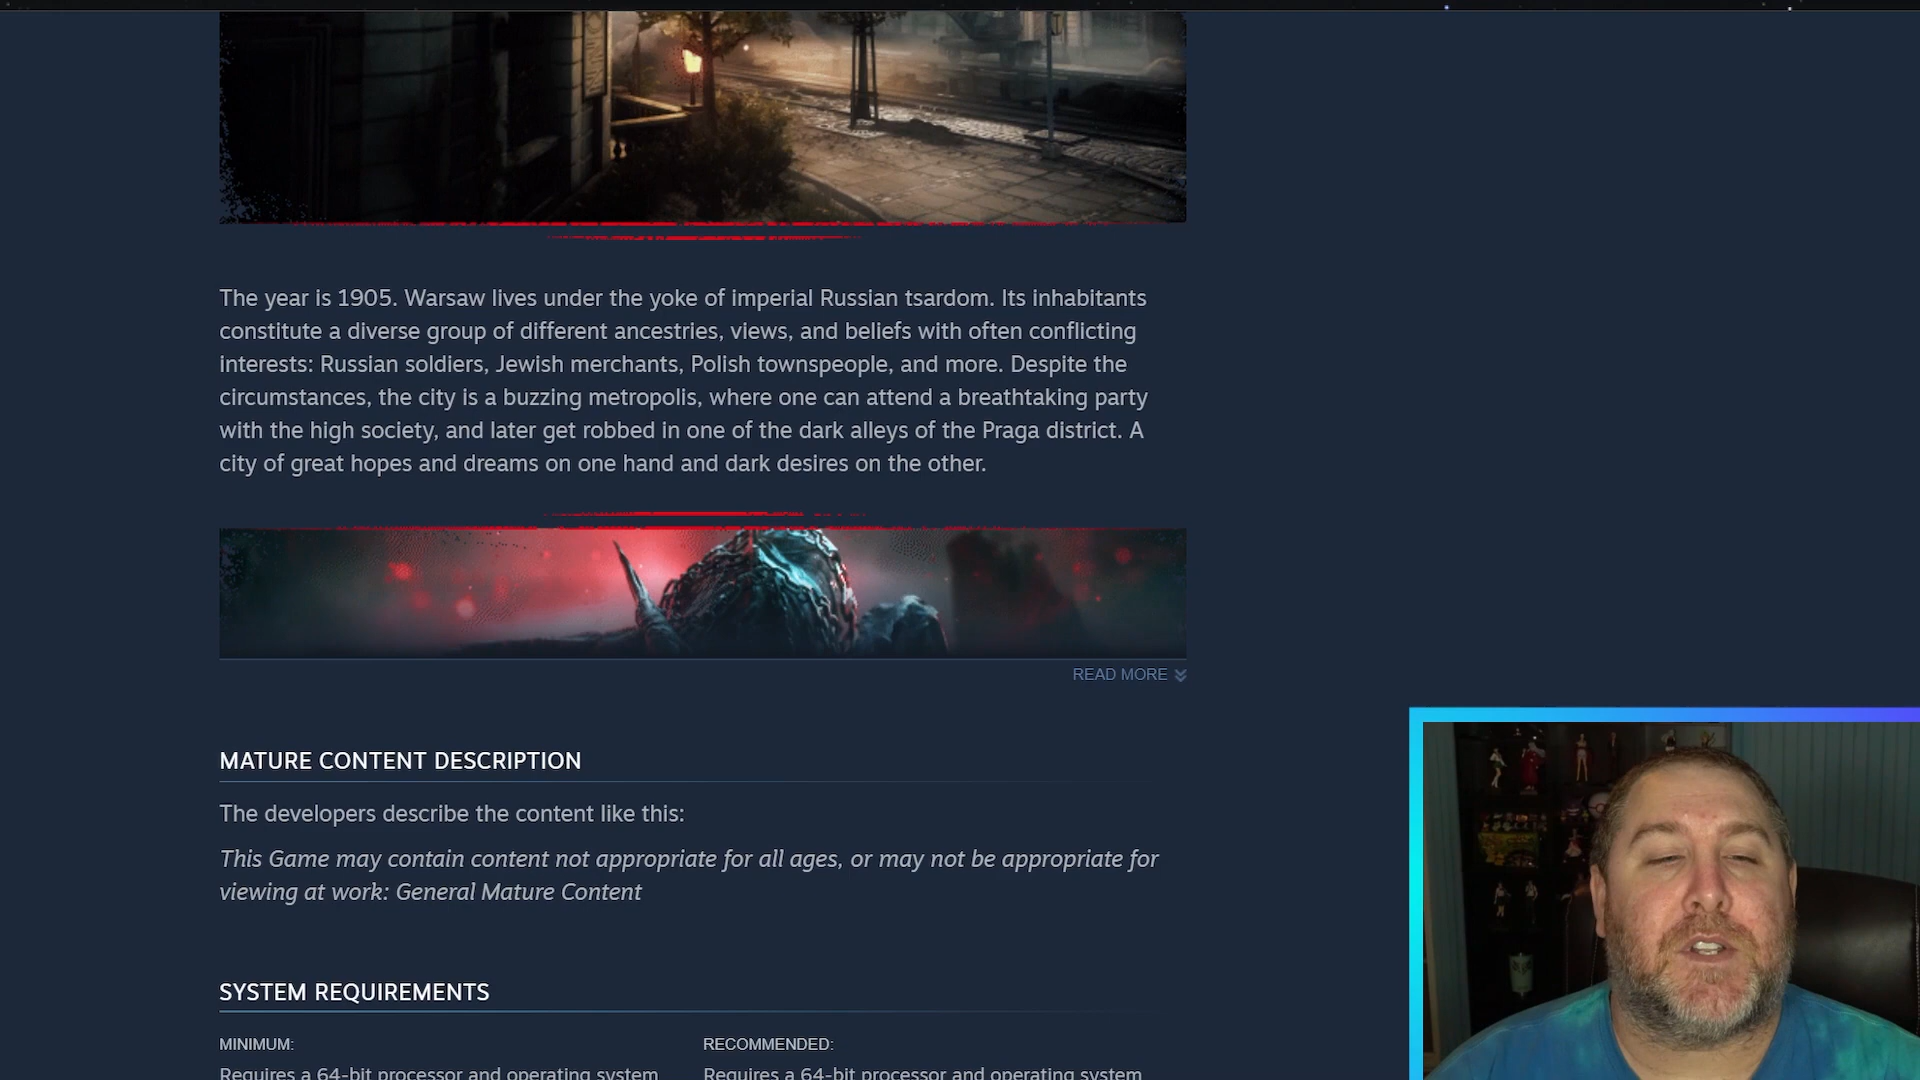 The year is 1905. Warsaw lives under the yoke of imperial Russian tsardom. Its inhabitants
constitute a diverse group of different ancestries, views, and beliefs with often conflicting
interests: Russian soldiers, Jewish merchants, Polish townspeople, and more. Despite the
circumstances, the city is a buzzing metropolis, where one can attend a breathtaking party
with the high society, and later get robbed in one of the dark alleys of the Praga district. A
city of great hopes and dreams on one hand and dark desires on the other.
READ MORE
MATURE CONTENT DESCRIPTION
The developers describe the content like this:
This Game may contain content not appropriate for all ages, or may not be appropriate for
viewing at work: General Mature Content
SYSTEM REQUIREMENTS
MINIMUM:
Requires a 64-bit processor and operating system
RECOMMENDED:
Requires a 64-bit processor and operating system